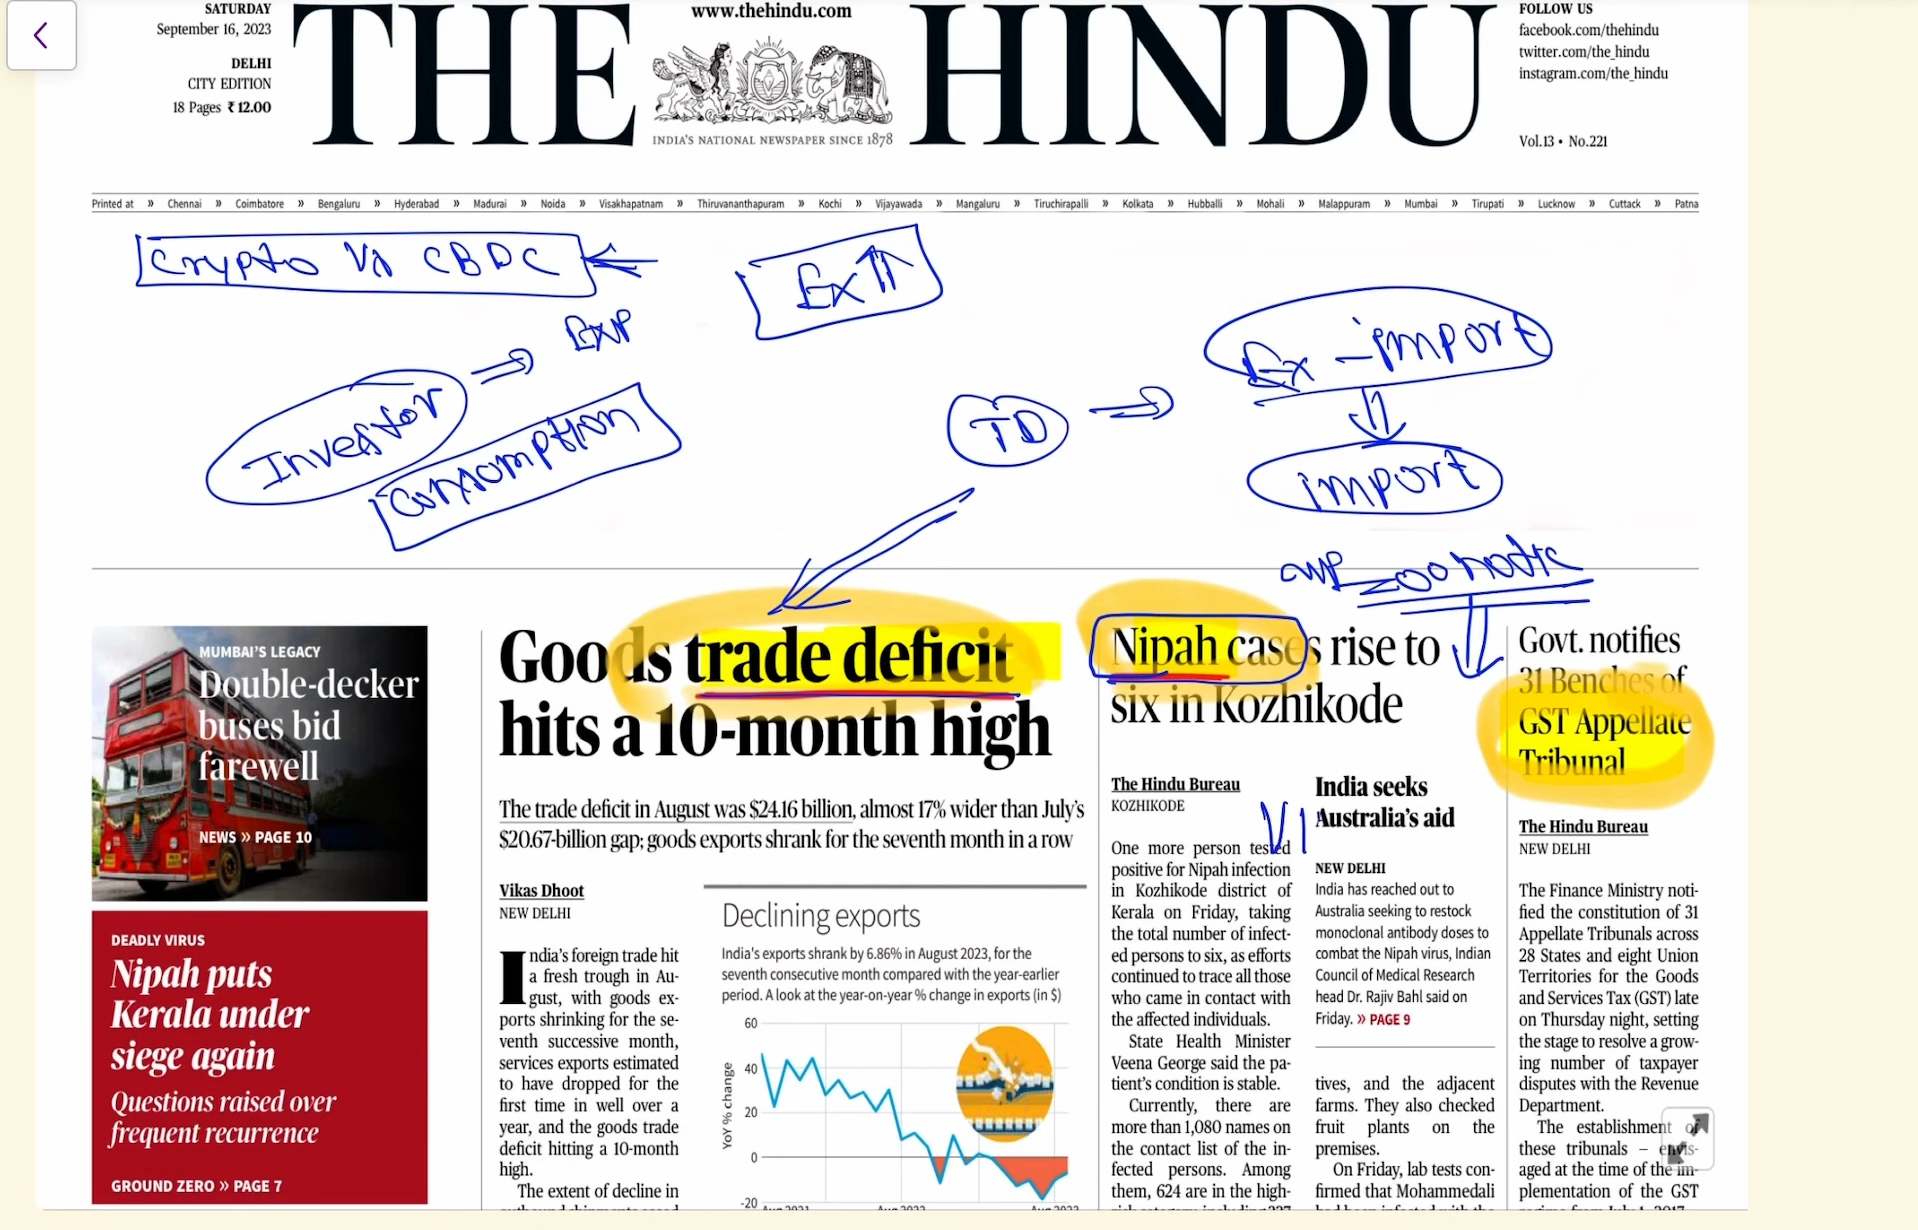 SATURDAY
September 16, 2023
DELHI
CITY EDITION
18 Pages ₹12.00
THE HINDU
www.thehindu.com
INDIA'S NATIONAL NEWSPAPER SINCE 1878
FOLLOW US
facebook.com/thehindu
twitter.com/the_hindu
instagram.com/the_hindu
Vol.13 • No.221
Printed at » Chennai » Coimbatore » Bengaluru » Hyderabad » Madurai » Noida » Visakhapatnam » Thiruvananthapuram » Kochi » Vijayawada » Mangaluru » Tiruchirapalli » Kolkata » Hubballi » Mohali » Malappuram » Mumbai » Tirupati » Lucknow » Cuttack » Patna
Crypto Vs CBDC
Ex
Exp
Investor
Consomption
TD
Ex - import
import
zoonotic
MUMBAI'S LEGACY
Double-decker
buses bid
farewell
NEWS » PAGE 10
DEADLY VIRUS
Nipah puts
Kerala under
siege again
Questions raised over
frequent recurrence
GROUND ZERO » PAGE 7
Goods trade deficit
hits a 10-month high
The trade deficit in August was $24.16 billion, almost 17% wider than July's
$20.67-billion gap; goods exports shrank for the seventh month in a row
Vikas Dhoot
NEW DELHI
India's foreign trade hit
a fresh trough in Au-
gust, with goods ex-
ports shrinking for the se-
venth successive month,
services exports estimated
to have dropped for the
first time in well over a
year, and the goods trade
deficit hitting a 10-month
high.
The extent of decline in
Declining exports
India's exports shrank by 6.86% in August 2023, for the
seventh consecutive month compared with the year-earlier
period. A look at the year-on-year % change in exports (in $)
YoY % change
60
40
20
0
-20
Aug 2021 Aug 2022 Aug 2023
Nipah cases rise to
six in Kozhikode
The Hindu Bureau
KOZHIKODE
One more person tested
positive for Nipah infection
in Kozhikode district of
Kerala on Friday, taking
the total number of infect-
ed persons to six, as efforts
continued to trace all those
who came in contact with
the affected individuals.
State Health Minister
Veena George said the pa-
tient's condition is stable.
Currently, there are
more than 1,080 names on
the contact list of the in-
fected persons. Among
them, 624 are in the high-
risk category including 327
India seeks
Australia's aid
NEW DELHI
India has reached out to
Australia seeking to restock
monoclonal antibody doses to
combat the Nipah virus, Indian
Council of Medical Research
head Dr. Rajiv Bahl said on
Friday. » PAGE 9
tives, and the adjacent
farms. They also checked
fruit plants on the
premises.
On Friday, lab tests con-
firmed that Mohammedali
had been infected with the
Govt. notifies
31 Benches of
GST Appellate
Tribunal
The Hindu Bureau
NEW DELHI
The Finance Ministry noti-
fied the constitution of 31
Appellate Tribunals across
28 States and eight Union
Territories for the Goods
and Services Tax (GST) late
on Thursday night, setting
the stage to resolve a grow-
ing number of taxpayer
disputes with the Revenue
Department.
The establishment of
these tribunals – envis-
aged at the time of the im-
plementation of the GST